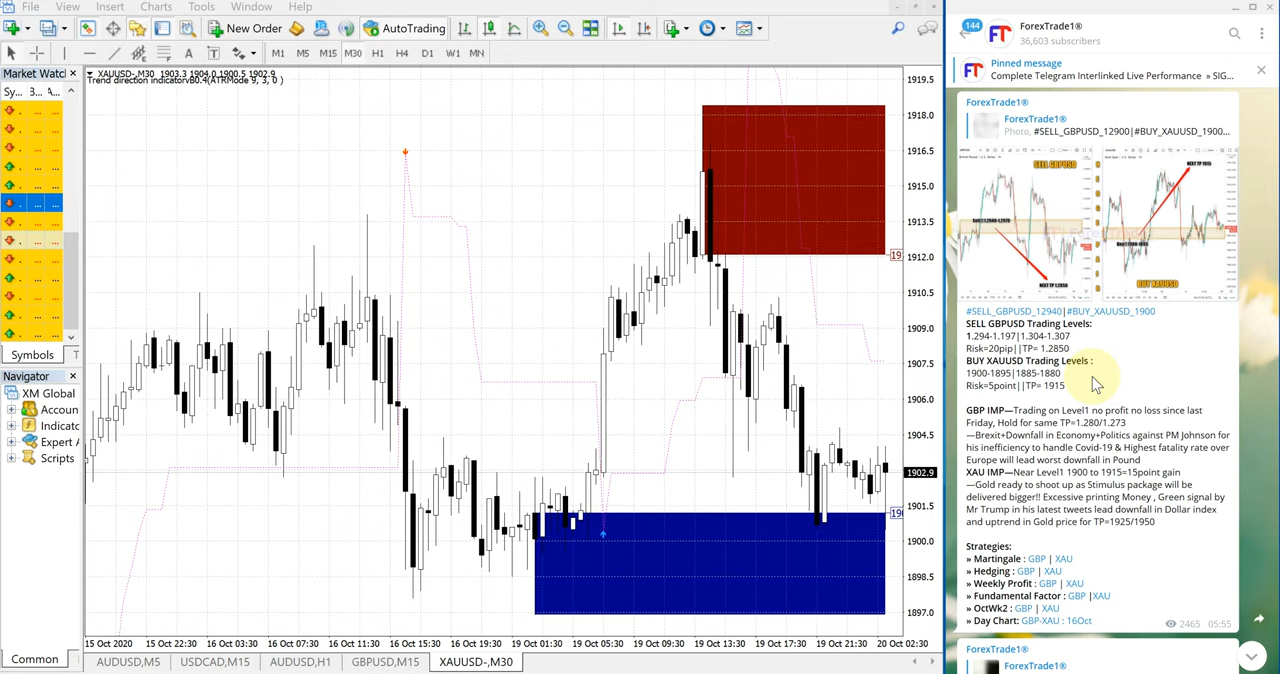 File View Insert Charts Tools Window Help
New Order AutoTrading
M1 M5 M15 M30 H1 H4 D1 W1 MN
Market Watc
Sy... B... A...
Symbols T
Navigator
XM Global
Accoun
Indicato
Expert A
Scripts
Common
XAUUSD-,M30 1903.3 1904.0 1900.5 1902.9
Trend direction indicatorv80.4(ATRMode 9, 3, 0 )
1919.5
1918.0
1916.5
1915.0
1913.5
1912.0
1910.5
1909.0
1907.5
1906.0
1904.5
1902.9
1901.5
1900.0
1898.5
1897.0
15 Oct 2020 15 Oct 22:30 16 Oct 03:30 16 Oct 07:30 16 Oct 11:30 16 Oct 15:30 16 Oct 19:30 19 Oct 01:30 19 Oct 05:30 19 Oct 09:30 19 Oct 13:30 19 Oct 17:30 19 Oct 21:30 20 Oct 02:30
AUDUSD,M5 USDCAD,M15 AUDUSD,H1 GBPUSD,M15 XAUUSD-,M30
144
FT
ForexTrade1®
36,603 subscribers
Pinned message
Complete Telegram Interlinked Live Performance » SIG...
ForexTrade1®
ForexTrade1®
Photo, #SELL_GBPUSD_12900|#BUY_XAUUSD_1900...
SELL GBPUSD
NEXT TP 1.2850
NEXT TP 1915
BUY XAUUSD
#SELL_GBPUSD_12940|#BUY_XAUUSD_1900
SELL GBPUSD Trading Levels:
1.294-1.197|1.304-1.307
Risk=20pip||TP= 1.2850
BUY XAUUSD Trading Levels :
1900-1895|1885-1880
Risk=5point||TP= 1915
GBP IMP—Trading on Level1 no profit no loss since last
Friday, Hold for same TP=1.280/1.273
—Brexit+Downfall in Economy+Politics against PM Johnson for
his inefficiency to handle Covid-19 & Highest fatality rate over
Europe will lead worst downfall in Pound
XAU IMP—Near Level1 1900 to 1915=15point gain
—Gold ready to shoot up as Stimulus package will be
delivered bigger!! Excessive printing Money , Green signal by
Mr Trump in his latest tweets lead downfall in Dollar index
and uptrend in Gold price for TP=1925/1950
Strategies:
» Martingale : GBP | XAU
» Hedging : GBP | XAU
» Weekly Profit : GBP | XAU
» Fundamental Factor : GBP |XAU
» OctWk2 : GBP | XAU
» Day Chart: GBP-XAU : 16Oct
2465 05:55
ForexTrade1®
ForexTrade1®